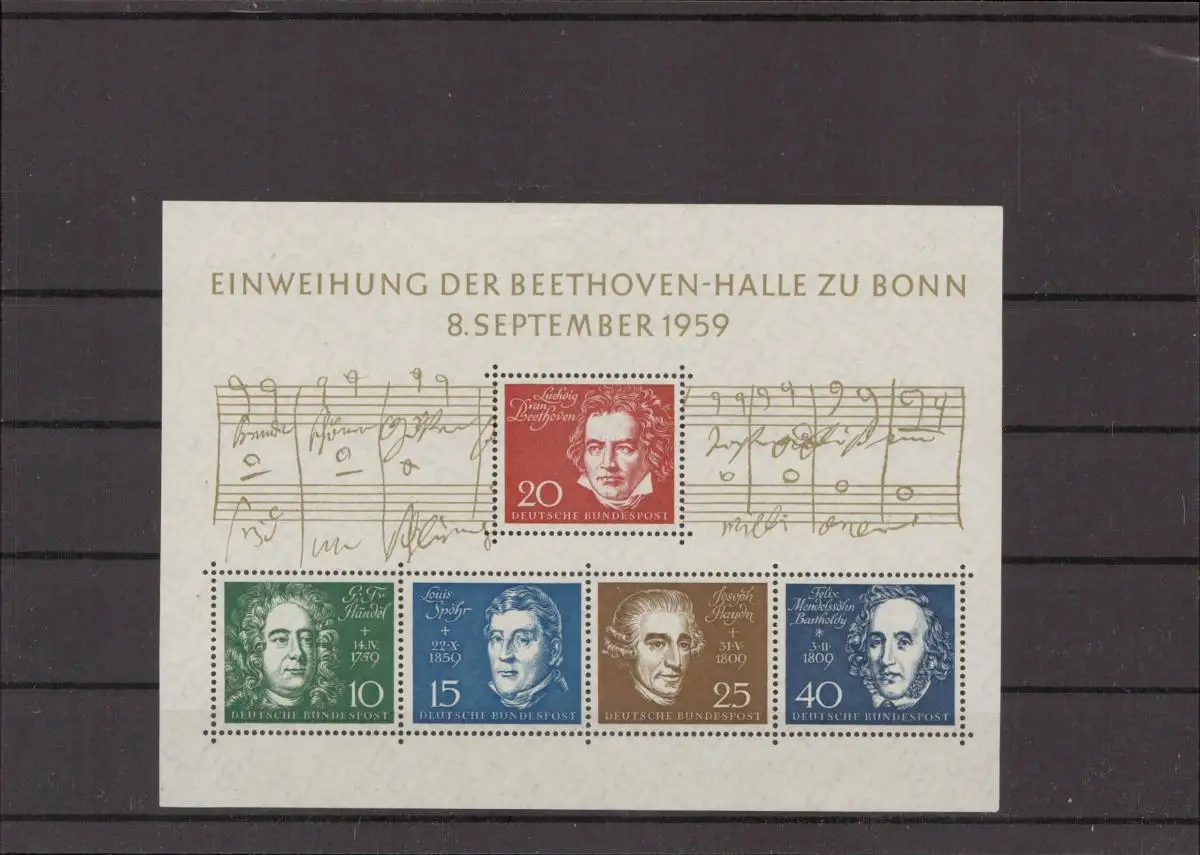 EINWEIHUNG DER BEETHOVEN-HALLE ZU BONN
8. SEPTEMBER 1959
Ludwig
van
Beethoven
20
DEUTSCHE BUNDESPOST
G. Fr.
Händel
+
14·IV.
1759
10
DEUTSCHE BUNDESPOST
Louis
Spohr
+
22·X·
1859
15
DEUTSCHE BUNDESPOST
Joseph
Haydn
+
31·V·
1809
25
DEUTSCHE BUNDESPOST
Felix
Mendelssohn
Bartholdy
*
3·II·
1809
40
DEUTSCHE BUNDESPOST